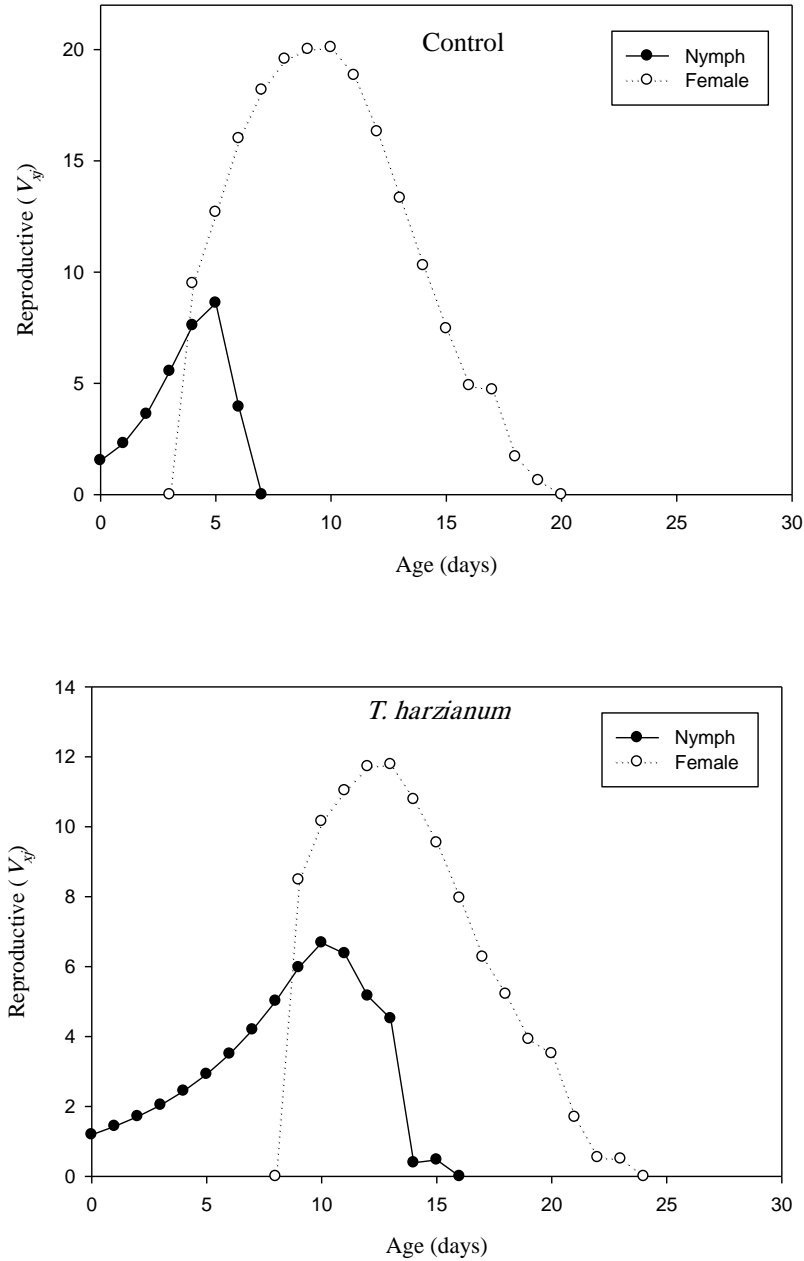 Control
Nymph
Female
20
15
10
5
0
Reproductive ( Vxj)
0 5 10 15 20 25 30
Age (days)
T. harzianum
Nymph
Female
14
12
10
8
6
4
2
0
Reproductive ( Vxj)
0 5 10 15 20 25 30
Age (days)